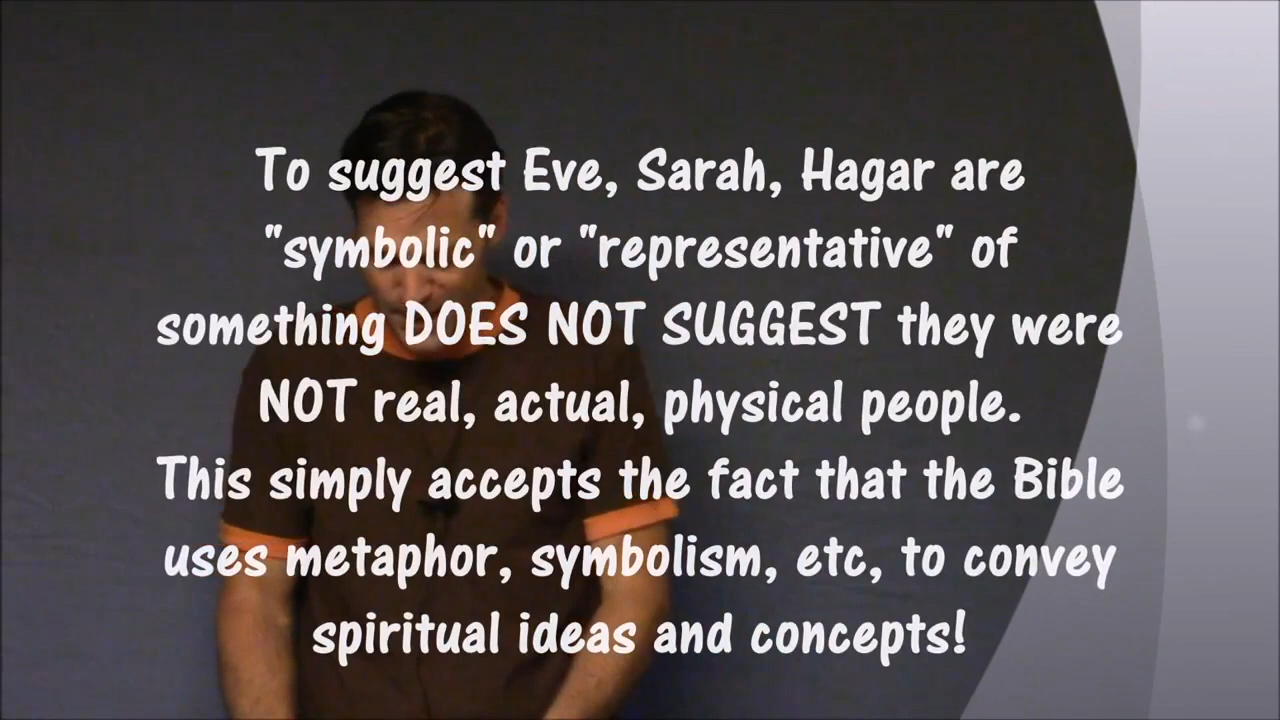 To suggest Eve, Sarah, Hagar are
"symbolic" or "representative" of
something DOES NOT SUGGEST they were
NOT real, actual, physical people.
This simply accepts the fact that the Bible
uses metaphor, symbolism, etc, to convey
spiritual ideas and concepts!